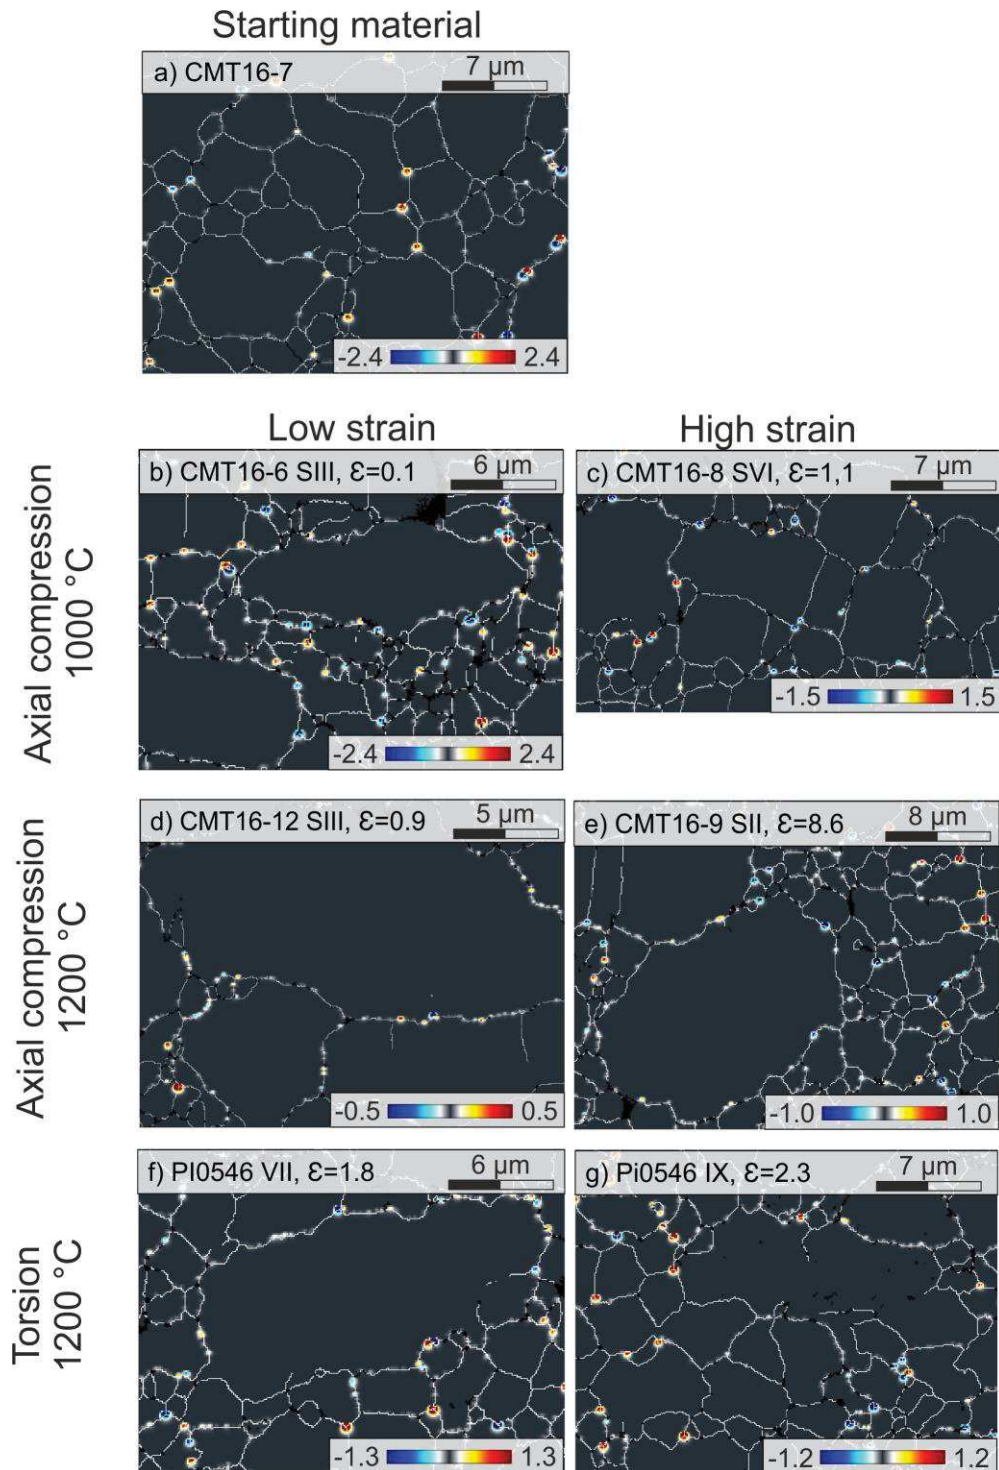 Starting material
a) CMT16-7
7 µm
-2.4 2.4
Low strain
High strain
Axial compression
1000 °C
b) CMT16-6 SIII, Ɛ=0.1
6 µm
-2.4 2.4
c) CMT16-8 SVI, Ɛ=1,1
7 µm
-1.5 1.5
Axial compression
1200 °C
d) CMT16-12 SIII, Ɛ=0.9
5 µm
-0.5 0.5
e) CMT16-9 SII, Ɛ=8.6
8 µm
-1.0 1.0
Torsion
1200 °C
f) PI0546 VII, Ɛ=1.8
6 µm
-1.3 1.3
g) Pi0546 IX, Ɛ=2.3
7 µm
-1.2 1.2